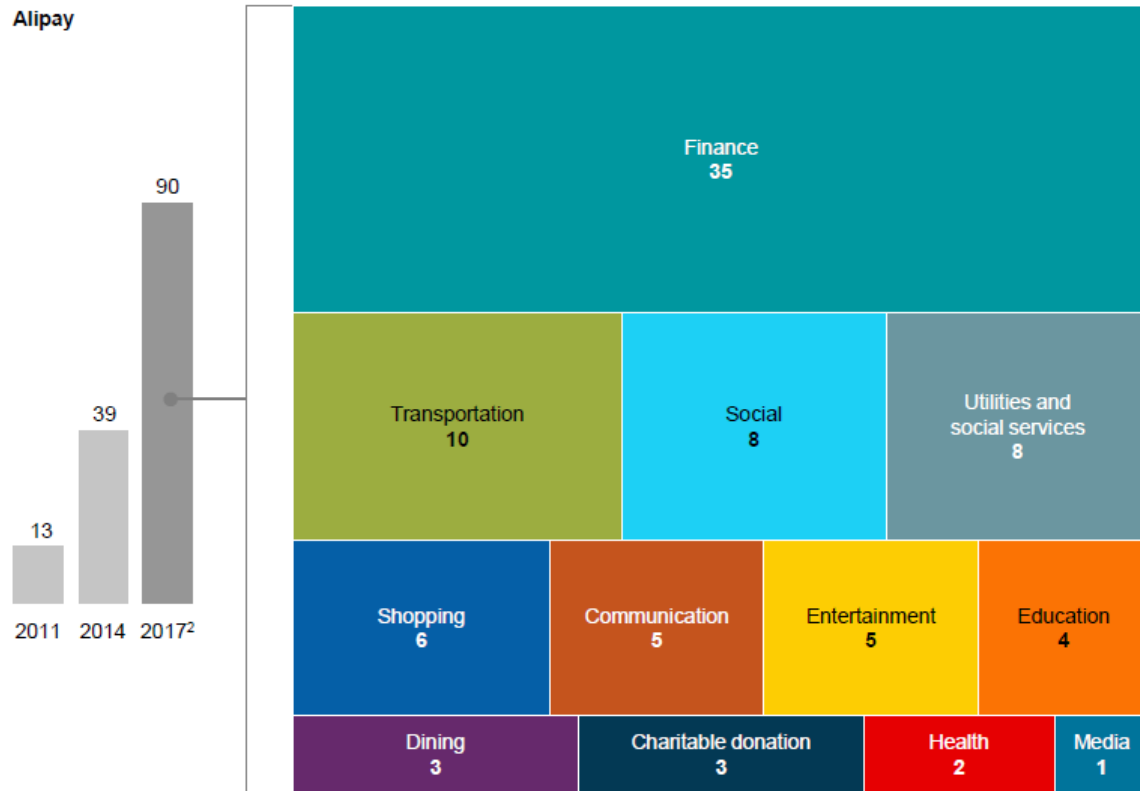 Alipay
90
39
13
2011 2014 2017²
Finance
35
Transportation
10
Social
8
Utilities and
social services
8
Shopping
6
Communication
5
Entertainment
5
Education
4
Dining
3
Charitable donation
3
Health
2
Media
1